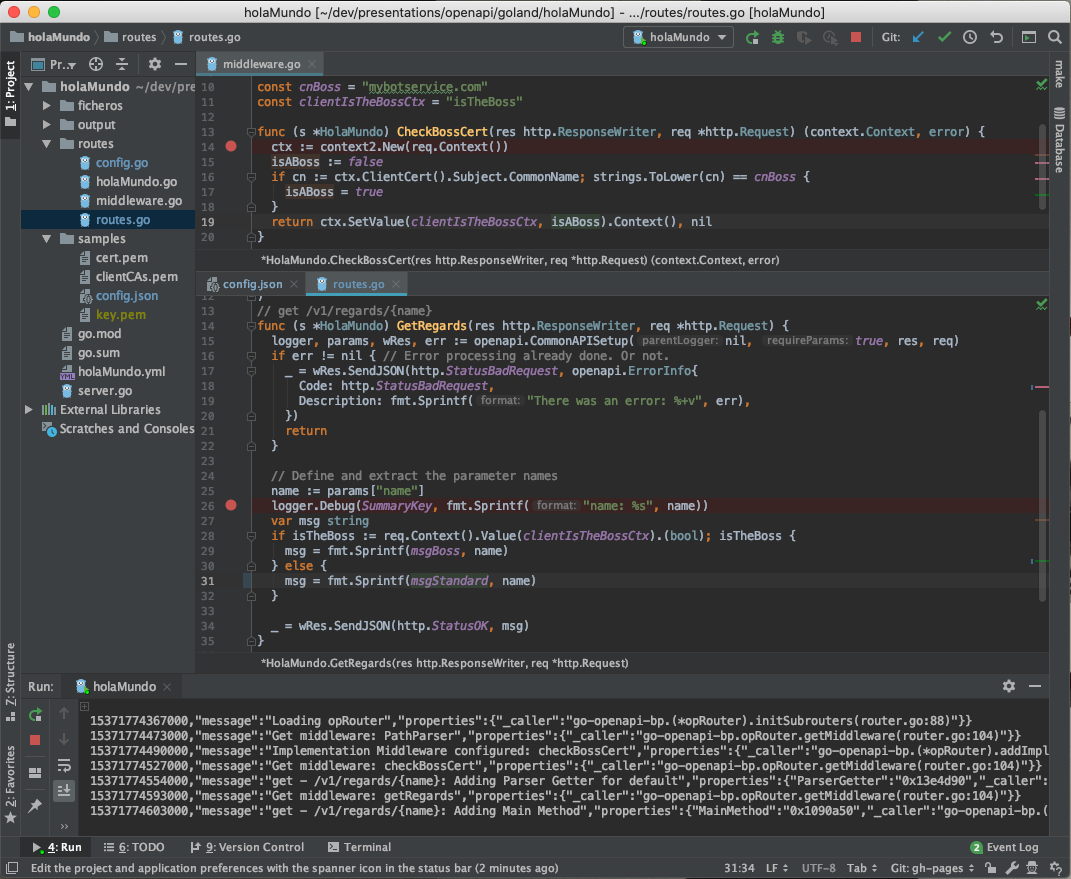 holaMundo [~/dev/presentations/openapi/goland/holaMundo] - .../routes/routes.go [holaMundo]
holaMundo routes routes.go holaMundo Git:
1: Project
Pr.. middleware.go
make
Database
holaMundo ~/dev/pre
ficheros
output
routes
config.go
holaMundo.go
middleware.go
routes.go
samples
cert.pem
clientCAs.pem
config.json
key.pem
go.mod
go.sum
holaMundo.yml
server.go
External Libraries
Scratches and Consoles
10 const cnBoss = "mybotservice.com"
11 const clientIsTheBossCtx = "isTheBoss"
12
13 func (s *HolaMundo) CheckBossCert(res http.ResponseWriter, req *http.Request) (context.Context, error) {
14 ctx := context2.New(req.Context())
15 isABoss := false
16 if cn := ctx.ClientCert().Subject.CommonName; strings.ToLower(cn) == cnBoss {
17 isABoss = true
18 }
19 return ctx.SetValue(clientIsTheBossCtx, isABoss).Context(), nil
20 }
*HolaMundo.CheckBossCert(res http.ResponseWriter, req *http.Request) (context.Context, error)
config.json routes.go
12 )
13 // get /v1/regards/{name}
14 func (s *HolaMundo) GetRegards(res http.ResponseWriter, req *http.Request) {
15 logger, params, wRes, err := openapi.CommonAPISetup( parentLogger: nil, requireParams: true, res, req)
16 if err != nil { // Error processing already done. Or not.
17 _ = wRes.SendJSON(http.StatusBadRequest, openapi.ErrorInfo{
18 Code: http.StatusBadRequest,
19 Description: fmt.Sprintf( format: "There was an error: %+v", err),
20 })
21 return
22 }
23
24 // Define and extract the parameter names
25 name := params["name"]
26 logger.Debug(SummaryKey, fmt.Sprintf( format: "name: %s", name))
27 var msg string
28 if isTheBoss := req.Context().Value(clientIsTheBossCtx).(bool); isTheBoss {
29 msg = fmt.Sprintf(msgBoss, name)
30 } else {
31 msg = fmt.Sprintf(msgStandard, name)
32 }
33
34 _ = wRes.SendJSON(http.StatusOK, msg)
35 }
*HolaMundo.GetRegards(res http.ResponseWriter, req *http.Request)
Z: Structure
2: Favorites
Run: holaMundo
15371774367000,"message":"Loading opRouter","properties":{"_caller":"go-openapi-bp.(*opRouter).initSubrouters(router.go:88)"}}
15371774473000,"message":"Get middleware: PathParser","properties":{"_caller":"go-openapi-bp.opRouter.getMiddleware(router.go:104)"}}
15371774490000,"message":"Implementation Middleware configured: checkBossCert","properties":{"_caller":"go-openapi-bp.(*opRouter).addImpl
15371774527000,"message":"Get middleware: checkBossCert","properties":{"_caller":"go-openapi-bp.opRouter.getMiddleware(router.go:104)"}}
15371774554000,"message":"get - /v1/regards/{name}: Adding Parser Getter for default","properties":{"ParserGetter":"0x13e4d90","_caller":
15371774593000,"message":"Get middleware: getRegards","properties":{"_caller":"go-openapi-bp.opRouter.getMiddleware(router.go:104)"}}
15371774603000,"message":"get - /v1/regards/{name}: Adding Main Method","properties":{"MainMethod":"0x1090a50","_caller":"go-openapi-bp.(
4: Run 6: TODO 9: Version Control Terminal 2 Event Log
Edit the project and application preferences with the spanner icon in the status bar (2 minutes ago) 31:34 LF UTF-8 Tab Git: gh-pages